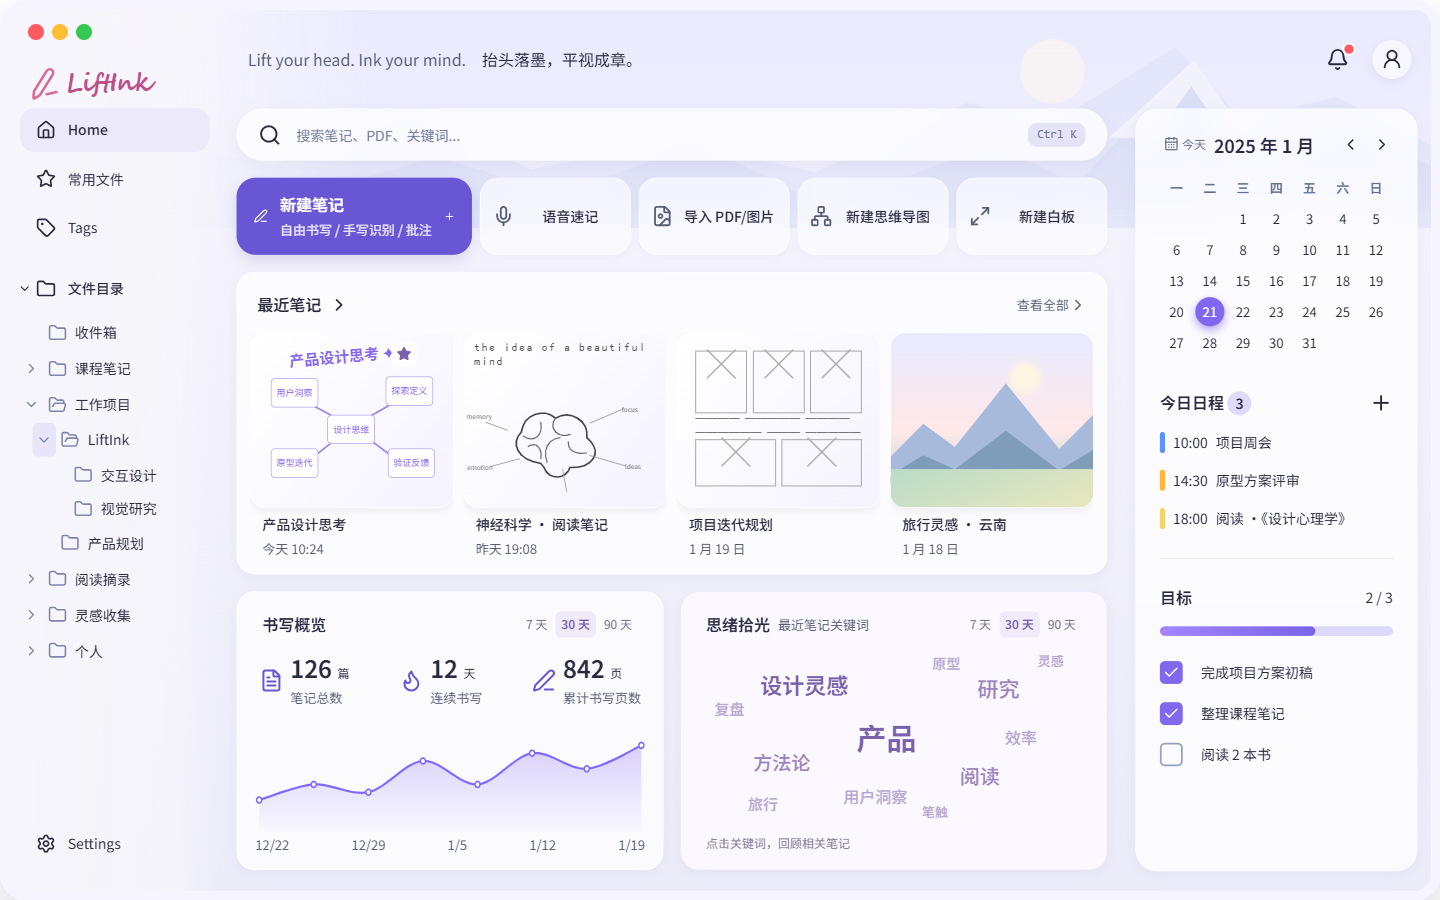 LiftInk
Home
常用文件
Tags
文件目录
收件箱
课程笔记
工作项目
LiftInk
交互设计
视觉研究
产品规划
阅读摘录
灵感收集
个人
Settings
Lift your head. Ink your mind. 抬头落墨，平视成章。
搜索笔记、PDF、关键词...
Ctrl K
新建笔记
自由书写 / 手写识别 / 批注
+
语音速记
导入 PDF/图片
新建思维导图
新建白板
最近笔记
查看全部
产品设计思考
用户洞察
探索定义
设计思维
原型迭代
验证反馈
产品设计思考
今天 10:24
the idea of a beautiful
mind
memory
focus
emotion
ideas
神经科学 · 阅读笔记
昨天 19:08
项目迭代规划
1 月 19 日
旅行灵感 · 云南
1 月 18 日
书写概览
7 天 30 天 90 天
126 篇
笔记总数
12 天
连续书写
842 页
累计书写页数
12/22 12/29 1/5 1/12 1/19
思绪拾光 最近笔记关键词
7 天 30 天 90 天
原型
灵感
设计灵感
研究
复盘
产品
效率
方法论
阅读
旅行
用户洞察
笔触
点击关键词，回顾相关笔记
今天 2025 年 1 月
一 二 三 四 五 六 日
1 2 3 4 5
6 7 8 9 10 11 12
13 14 15 16 17 18 19
20 21 22 23 24 25 26
27 28 29 30 31
今日日程 3
10:00 项目周会
14:30 原型方案评审
18:00 阅读 ·《设计心理学》
目标 2 / 3
完成项目方案初稿
整理课程笔记
阅读 2 本书